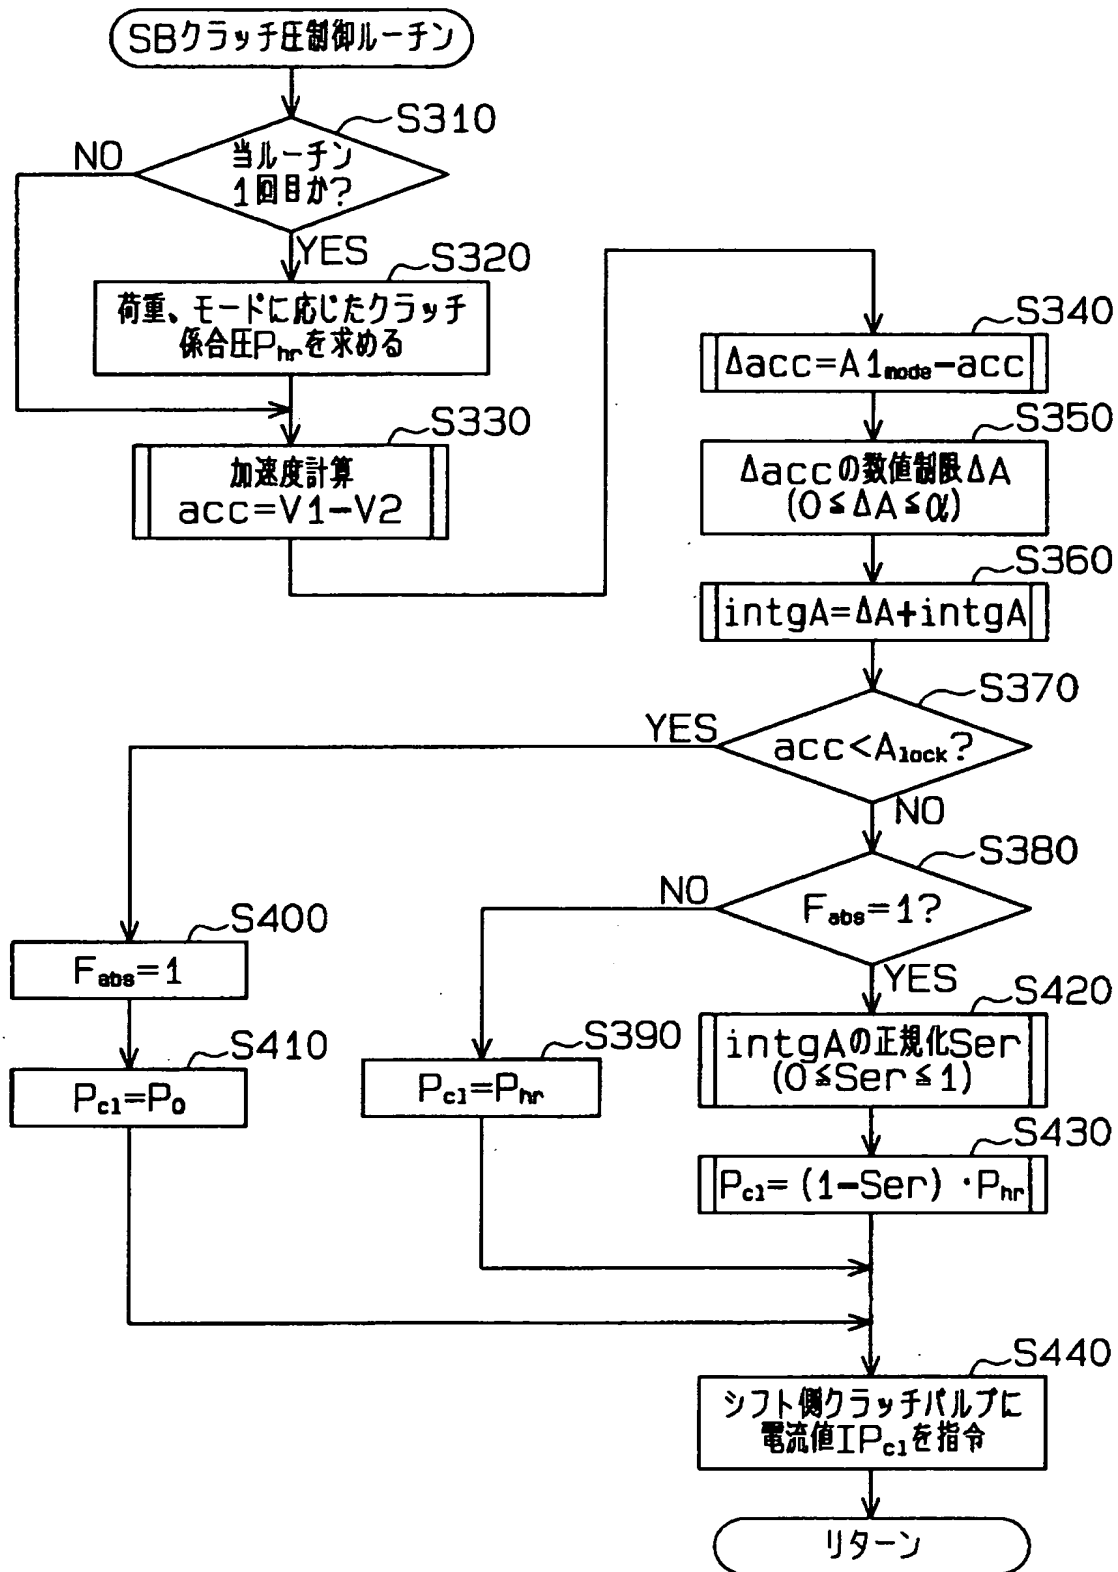 SBクラッチ圧制御ルーチン
S310
当ルーチン
1回目か?
NO
YES
S320
荷重、モードに応じたクラッチ
係合圧Phrを求める
S330
加速度計算
acc=V1-V2
S340
Δacc=A1mode-acc
S350
Δaccの数値制限ΔA
(0≦ΔA≦α)
S360
intgA=ΔA+intgA
S370
acc<Alock?
YES
NO
S380
Fabs=1?
NO
YES
S400
Fabs=1
S410
Pcl=P0
S390
Pcl=Phr
S420
intgAの正規化Ser
(0≦Ser≦1)
S430
Pcl=(1-Ser)・Phr
S440
シフト側クラッチバルブに
電流値IPclを指令
リターン